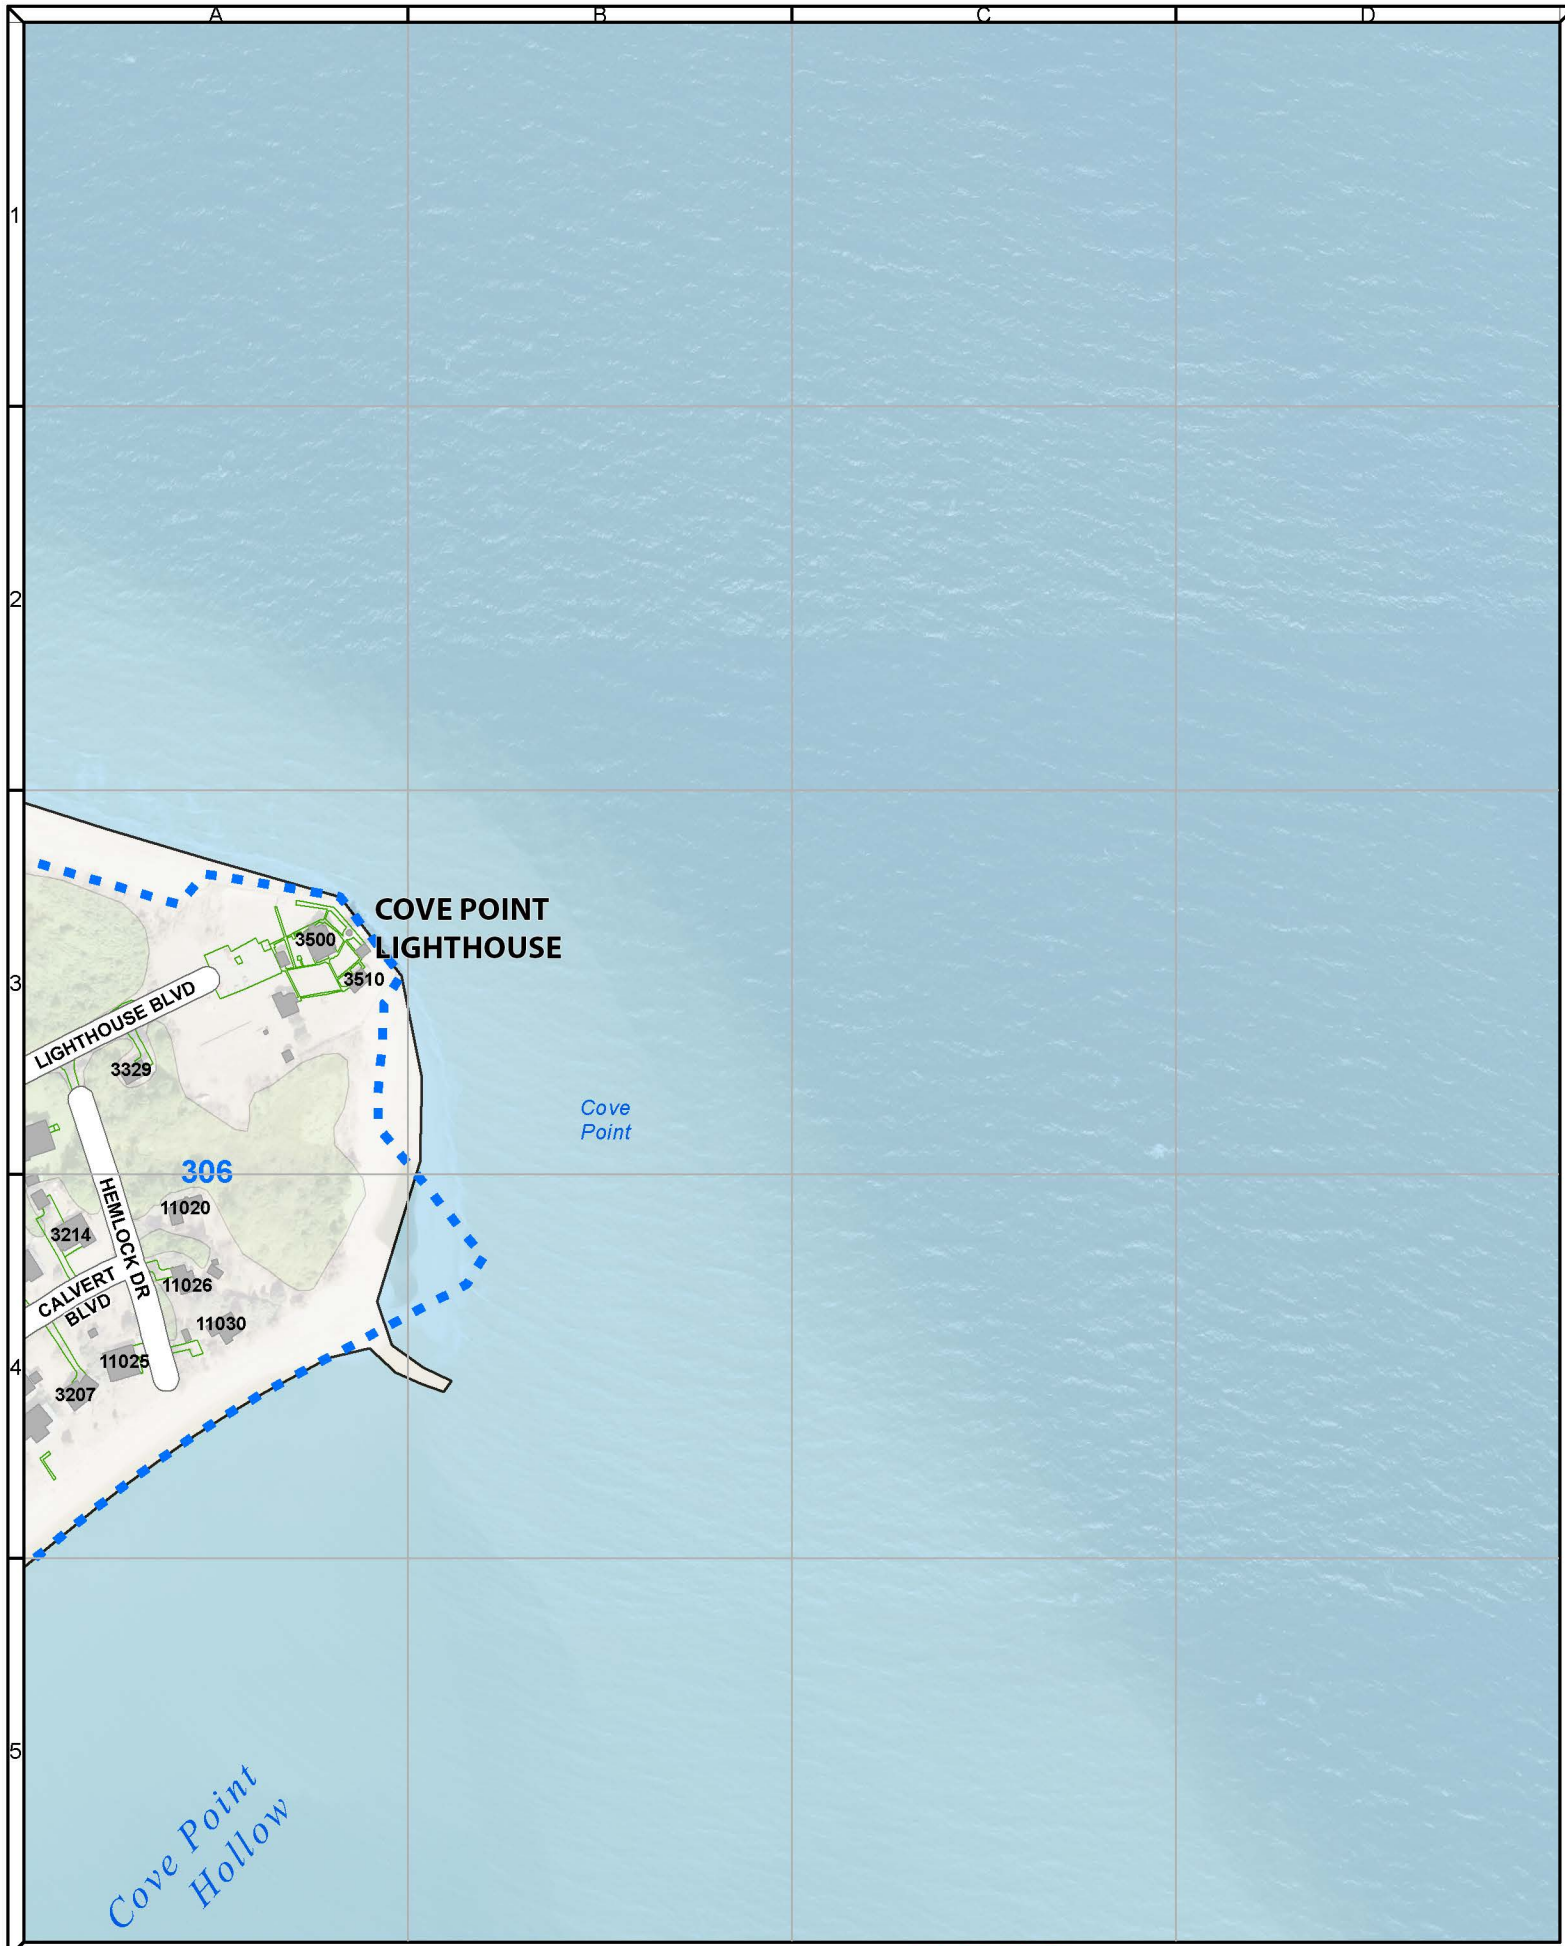 A
B
C
D
1
2
3
4
5
COVE POINT
LIGHTHOUSE
3500
3510
LIGHTHOUSE BLVD
3329
Cove
Point
306
HEMLOCK DR
11020
3214
11026
CALVERT
BLVD
11030
11025
3207
Cove Point
Hollow